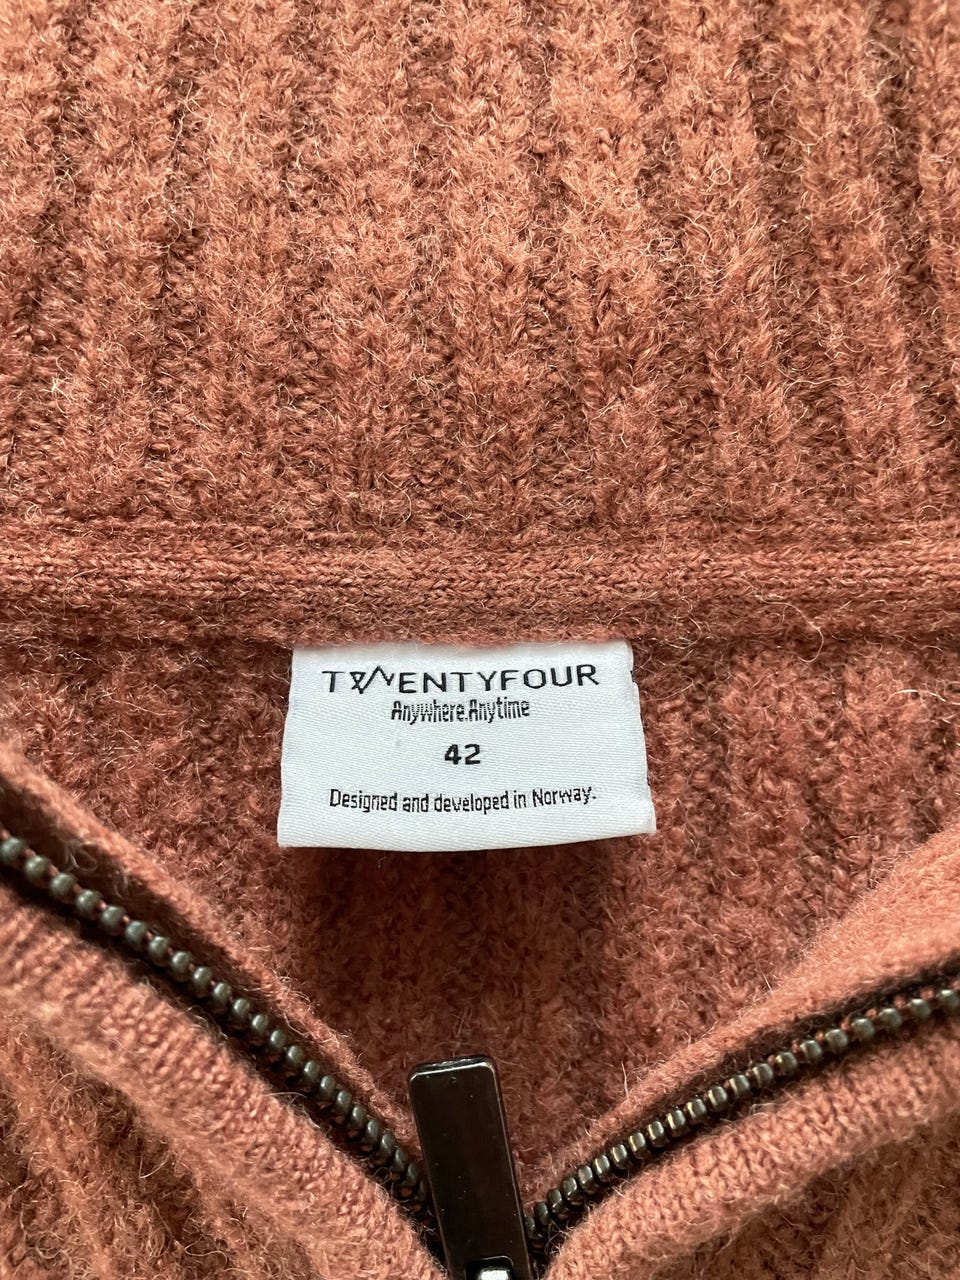 TWENTYFOUR
Anywhere.Anytime
42
Designed and developed in Norway.